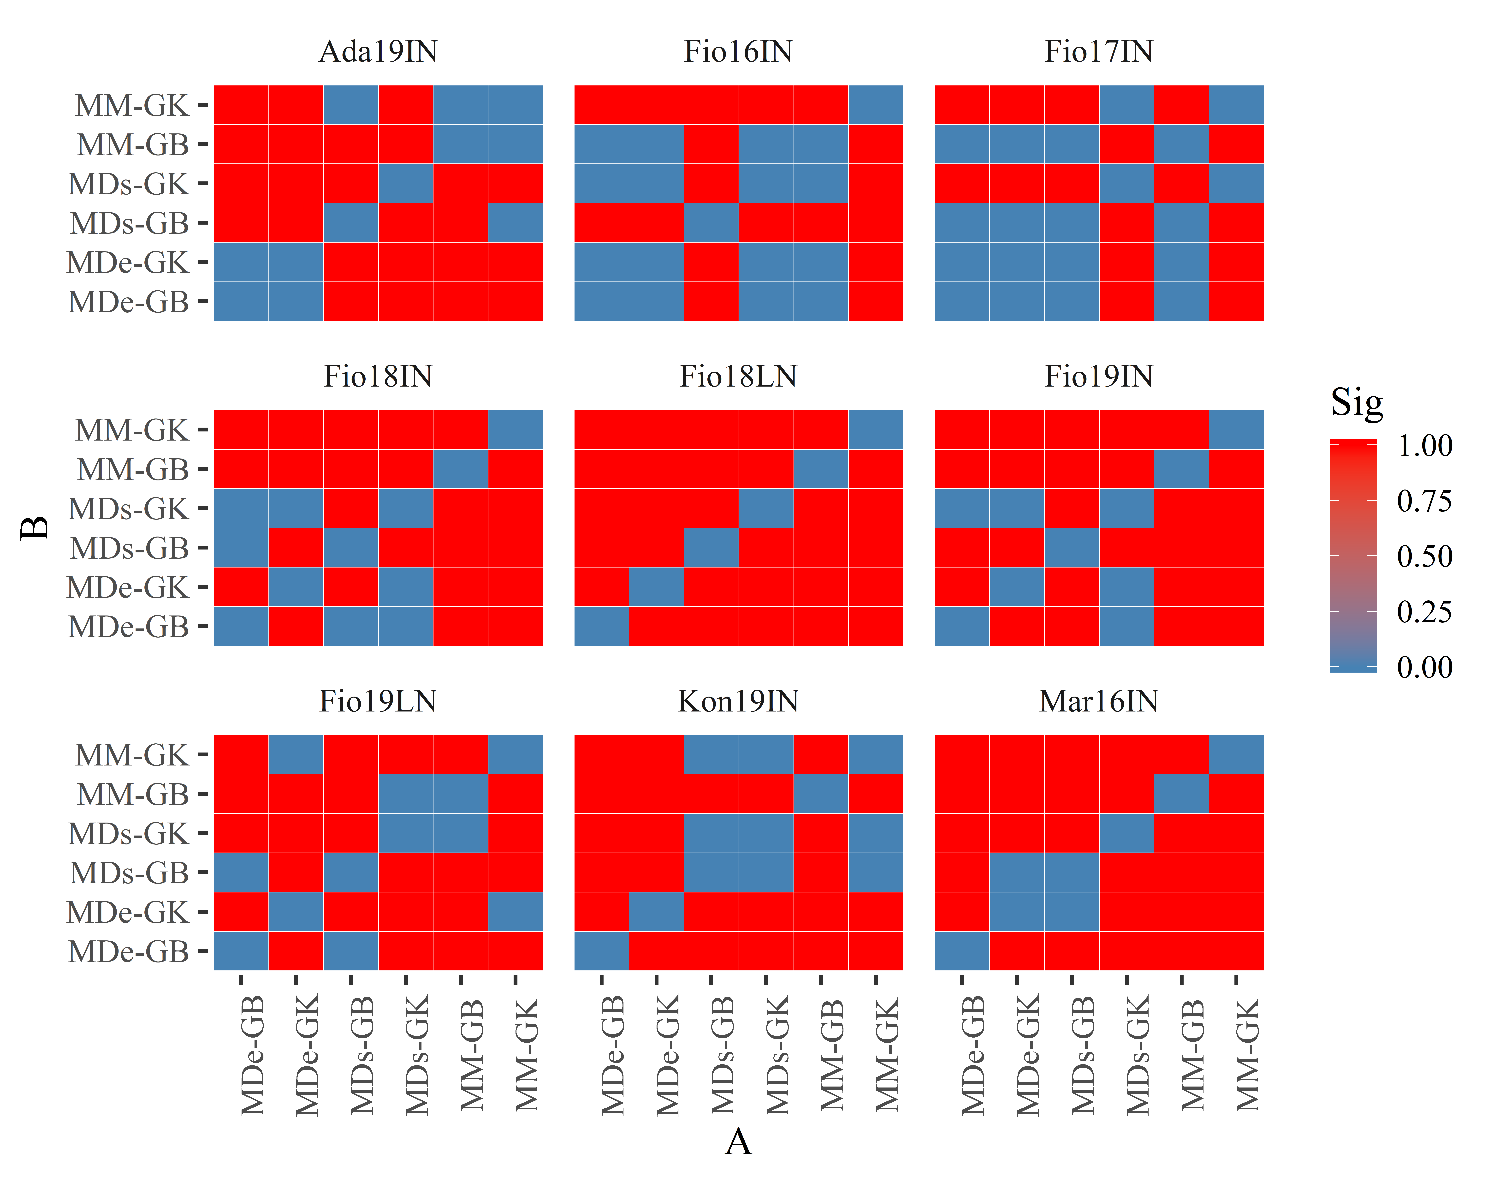 Ada19IN Fio16IN Fio17IN
MM-GK
MM-GB
MDs-GK
MDs-GB
MDe-GK
MDe-GB
Fio18IN Fio18LN Fio19IN
MM-GK
MM-GB
MDs-GK
MDs-GB
MDe-GK
MDe-GB
Fio19LN Kon19IN Mar16IN
MM-GK
MM-GB
MDs-GK
MDs-GB
MDe-GK
MDe-GB
MDe-GB MDe-GK MDs-GB MDs-GK MM-GB MM-GK MDe-GB MDe-GK MDs-GB MDs-GK MM-GB MM-GK MDe-GB MDe-GK MDs-GB MDs-GK MM-GB MM-GK
A
B
Sig
1.00
0.75
0.50
0.25
0.00